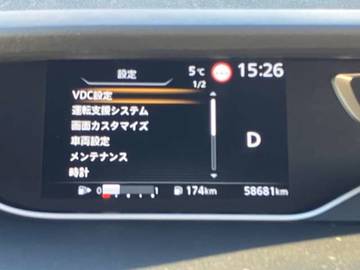 設定 5℃ 15:26
1/2
VDC設定
運転支援システム
画面カスタマイズ
車両設定
D
メンテナンス
時計
0 1 174km 58681km